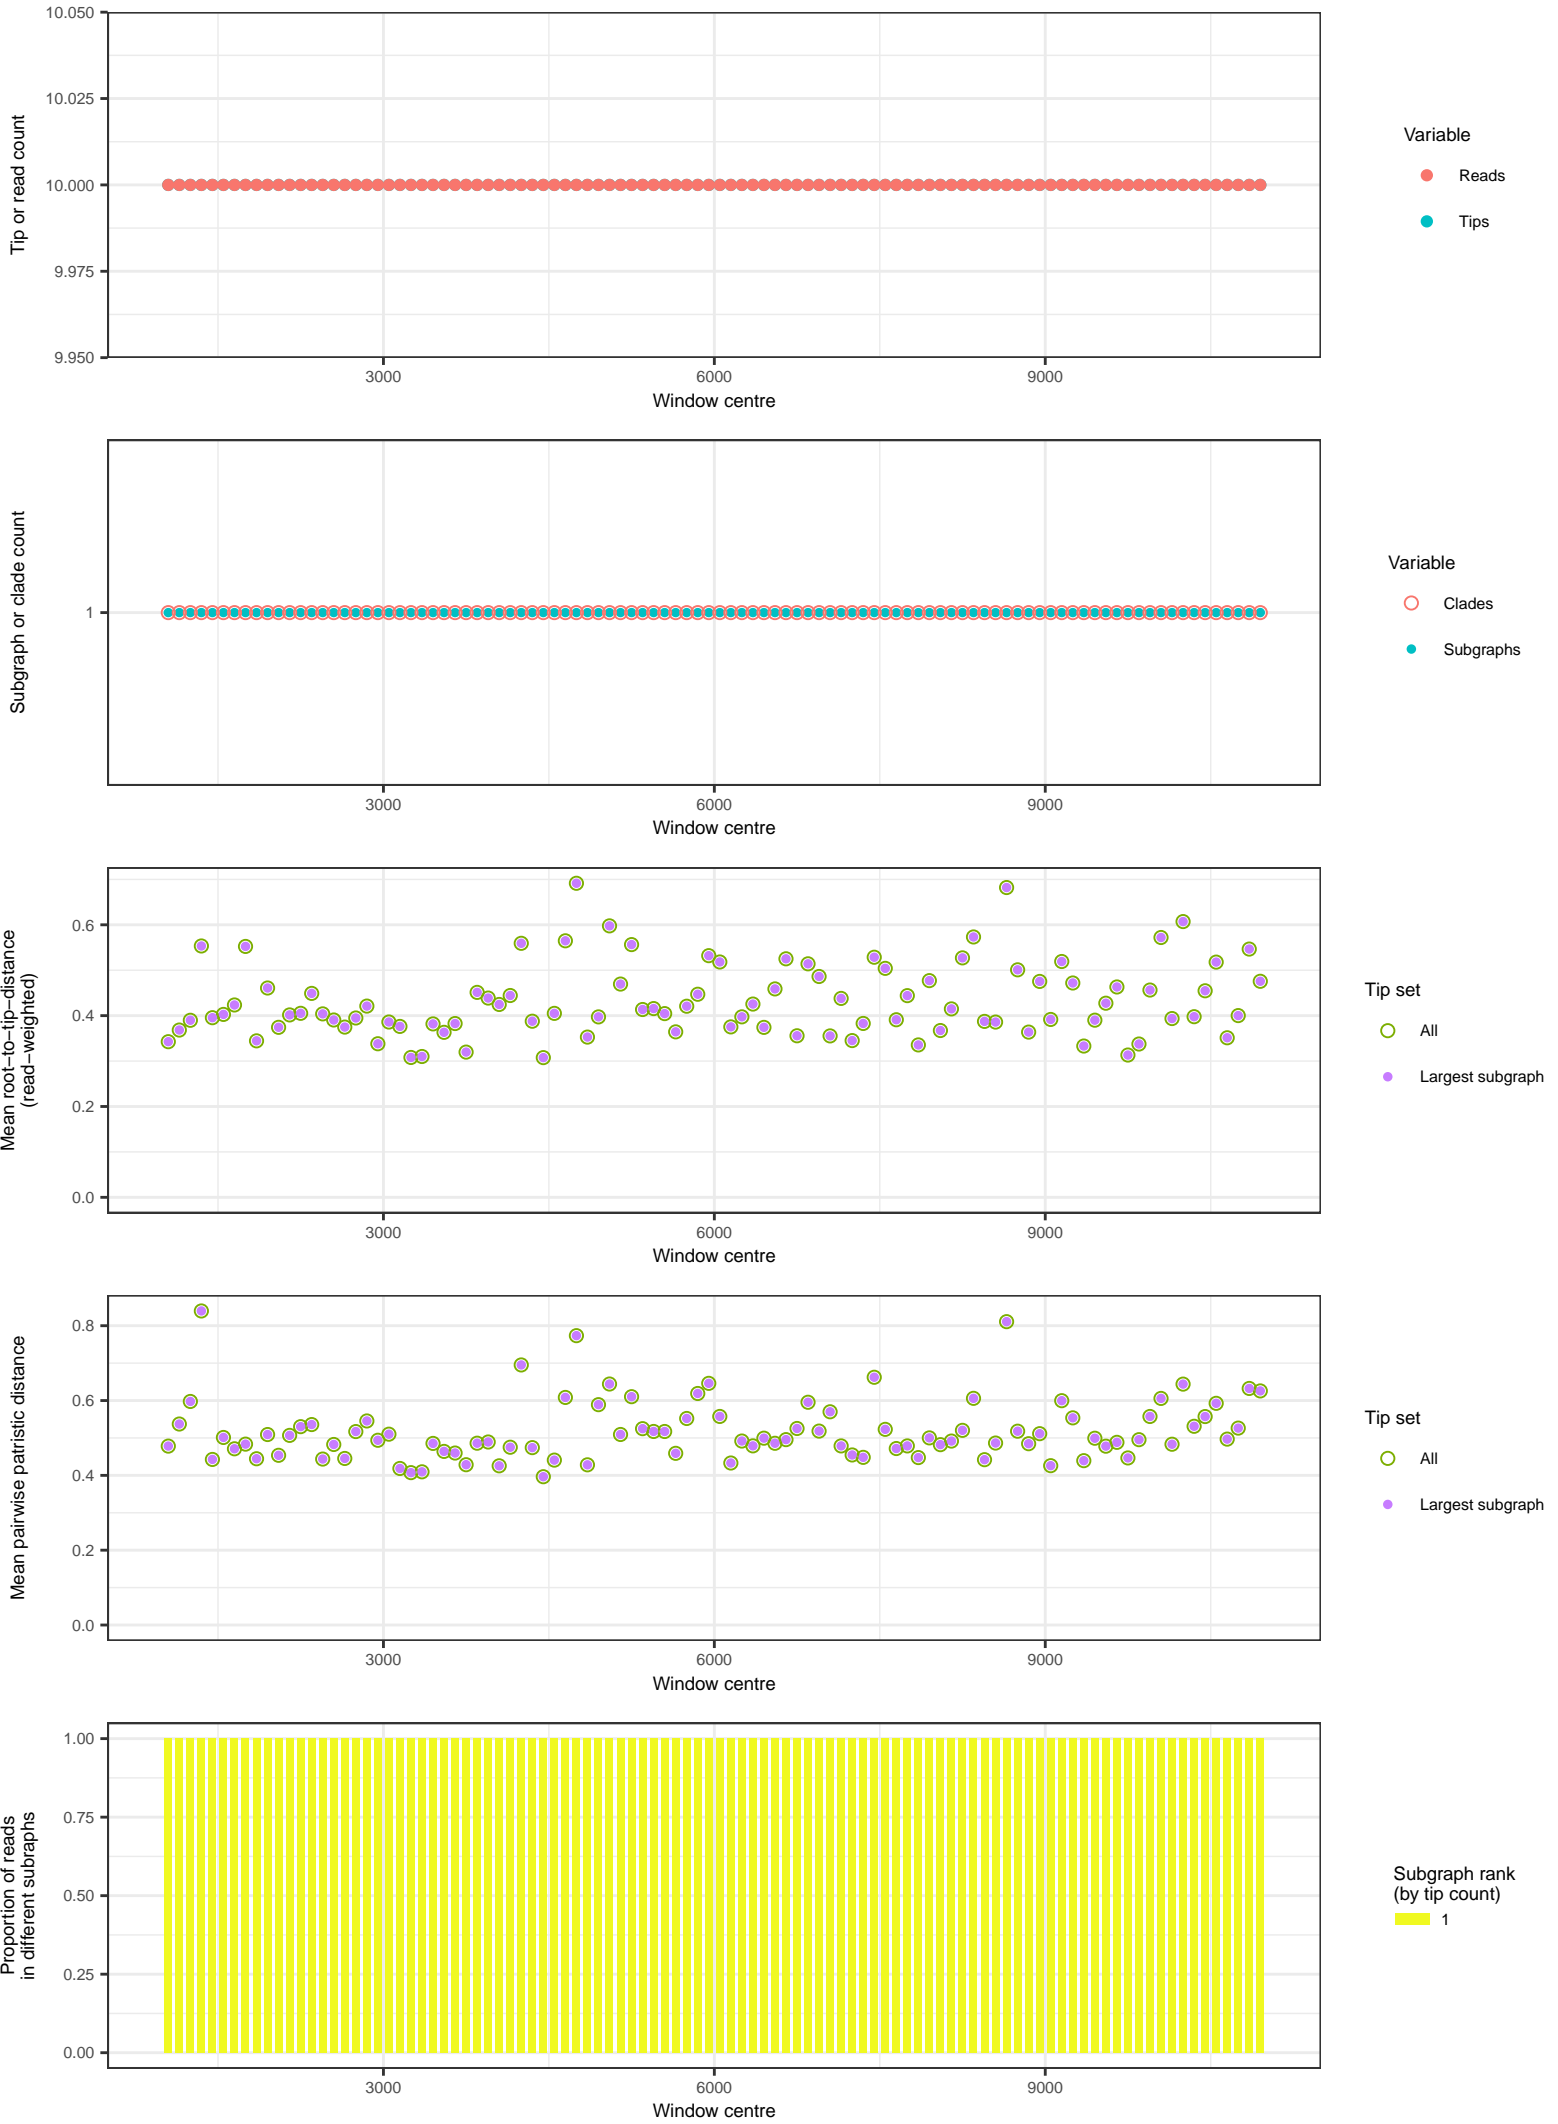 10.050
10.025
10.000
9.975
9.950
Tip or read count
3000
6000
9000
Window centre
Variable
Reads
Tips
1
Subgraph or clade count
3000
6000
9000
Window centre
Variable
Clades
Subgraphs
0.6
0.4
0.2
0.0
Mean root−to−tip−distance
(read−weighted)
3000
6000
9000
Window centre
Tip set
All
Largest subgraph
0.8
0.6
0.4
0.2
0.0
Mean pairwise patristic distance
3000
6000
9000
Window centre
Tip set
All
Largest subgraph
1.00
0.75
0.50
0.25
0.00
Proportion of reads
in different subraphs
3000
6000
9000
Window centre
Subgraph rank
(by tip count)
1